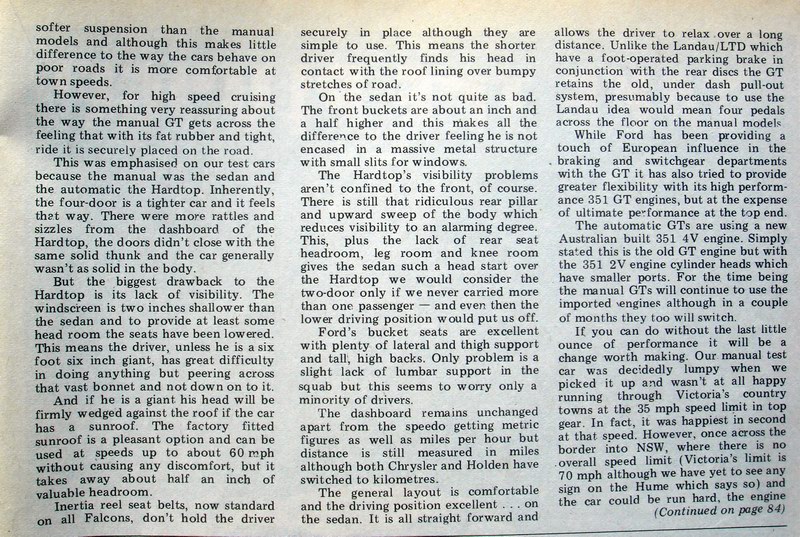 softer suspension than the manual
models and although this makes little
difference to the way the cars behave on
poor roads it is more comfortable at
town speeds.
However, for high speed cruising
there is something very reassuring about
the way the manual GT gets across the
feeling that with its fat rubber and tight,
ride it is securely placed on the road.
This was emphasised on our test cars
because the manual was the sedan and
the automatic the Hardtop. Inherently,
the four-door is a tighter car and it feels
that way. There were more rattles and
sizzles from the dashboard of the
Hardtop, the doors didn't close with the
same solid thunk and the car generally
wasn't as solid in the body.
But the biggest drawback to the
Hardtop is its lack of visibility. The
windscreen is two inches shallower than
the sedan and to provide at least some
head room the seats have been lowered.
This means the driver, unless he is a six
foot six inch giant, has great difficulty
in doing anything but peering across
that vast bonnet and not down on to it.
And if he is a giant his head will be
firmly wedged against the roof if the car
has a sunroof. The factory fitted
sunroof is a pleasant option and can be
used at speeds up to about 60 mph
without causing any discomfort, but it
takes away about half an inch of
valuable headroom.
Inertia reel seat belts, now standard
on all Falcons, don't hold the driver
securely in place although they are
simple to use. This means the shorter
driver frequently finds his head in
contact with the roof lining over bumpy
stretches of road.
On the sedan it's not quite as bad.
The front buckets are about an inch and
a half higher and this makes all the
difference to the driver feeling he is not
encased in a massive metal structure
with small slits for windows.
The Hardtop's visibility problems
aren't confined to the front, of course.
There is still that ridiculous rear pillar
and upward sweep of the body which
reduces visibility to an alarming degree.
This, plus the lack of rear seat
headroom, leg room and knee room
gives the sedan such a head start over
the Hardtop we would consider the
two-door only if we never carried more
than one passenger — and even then the
lower driving position would put us off.
Ford's bucket seats are excellent
with plenty of lateral and thigh support
and tall, high backs. Only problem is a
slight lack of lumbar support in the
squab but this seems to worry only a
minority of drivers.
The dashboard remains unchanged
apart from the speedo getting metric
figures as well as miles per hour but
distance is still measured in miles
although both Chrysler and Holden have
switched to kilometres.
The general layout is comfortable
and the driving position excellent . . . on
the sedan. It is all straight forward and
allows the driver to relax over a long
distance. Unlike the Landau/LTD which
have a foot-operated parking brake in
conjunction with the rear discs the GT
retains the old, under dash pull-out
system, presumably because to use the
Landau idea would mean four pedals
across the floor on the manual models
While Ford has been providing a
touch of European influence in the
braking and switchgear departments
with the GT it has also tried to provide
greater flexibility with its high perform-
ance 351 GT engines, but at the expense
of ultimate performance at the top end.
The automatic GTs are using a new
Australian built 351 4V engine. Simply
stated this is the old GT engine but with
the 351 2V engine cylinder heads which
have smaller ports. For the time being
the manual GTs will continue to use the
imported engines although in a couple
of months they too will switch.
If you can do without the last little
ounce of performance it will be a
change worth making. Our manual test
car was decidedly lumpy when we
picked it up and wasn't at all happy
running through Victoria's country
towns at the 35 mph speed limit in top
gear. In fact, it was happiest in second
at that speed. However, once across the
border into NSW, where there is no
overall speed limit (Victoria's limit is
70 mph although we have yet to see any
sign on the Hume which says so) and
the car could be run hard, the engine
(Continued on page 84)